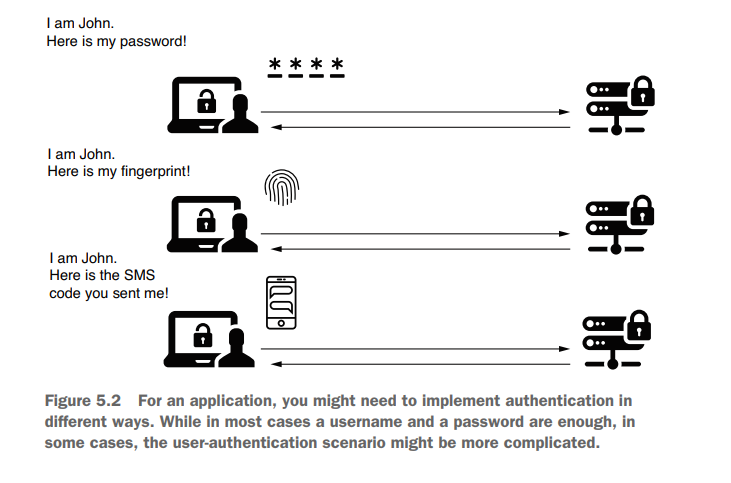 I am John.
Here is my password!
* * * *
I am John.
Here is my fingerprint!
I am John.
Here is the SMS
code you sent me!
Figure 5.2 For an application, you might need to implement authentication in
different ways. While in most cases a username and a password are enough, in
some cases, the user-authentication scenario might be more complicated.